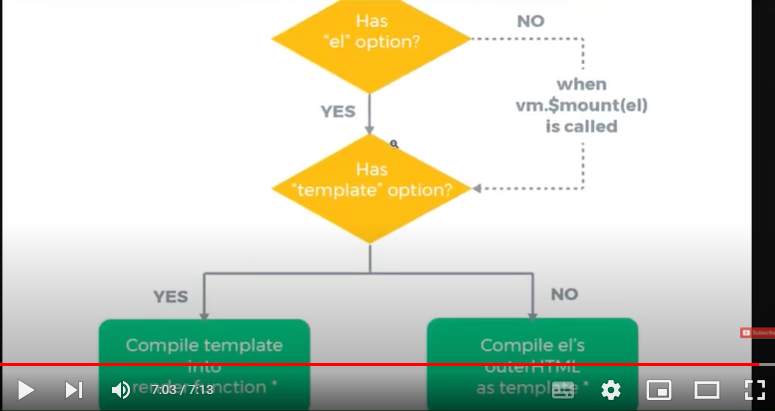 Has
"el" option?
NO
when
vm.$mount(el)
is called
YES
Has
"template" option?
YES
NO
Compile template
into
render function *
Compile el's
outerHTML
as template *
7:03 / 7:13
Subscribe